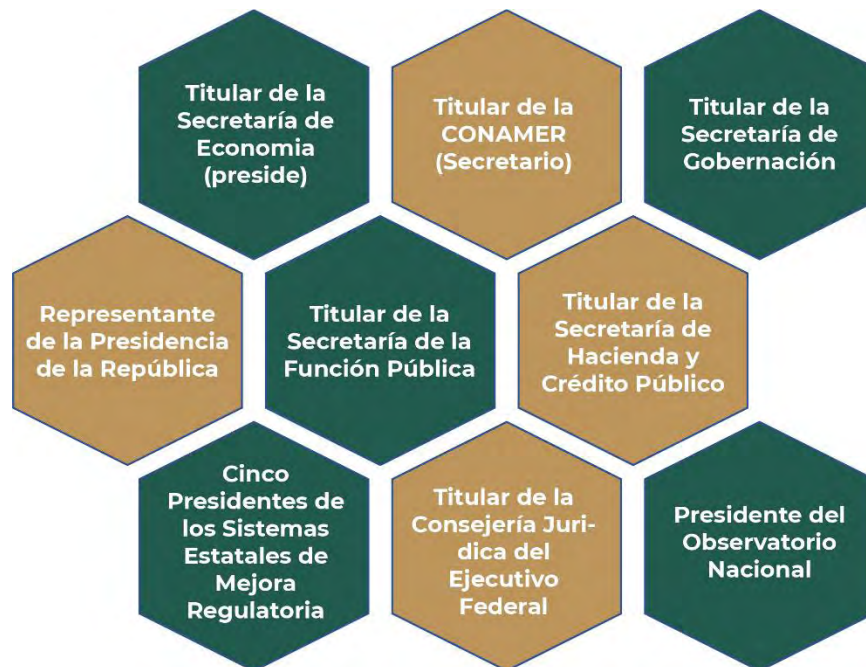 Titular de la
Secretaría de
Economia
(preside)
Titular de la
CONAMER
(Secretario)
Titular de la
Secretaría de
Gobernación
Representante
de la Presidencia
de la República
Titular de la
Secretaría de la
Función Pública
Titular de la
Secretaría de
Hacienda y
Crédito Público
Cinco
Presidentes de
los Sistemas
Estatales de
Mejora
Regulatoria
Titular de la
Consejería Juri-
dica del
Ejecutivo
Federal
Presidente del
Observatorio
Nacional